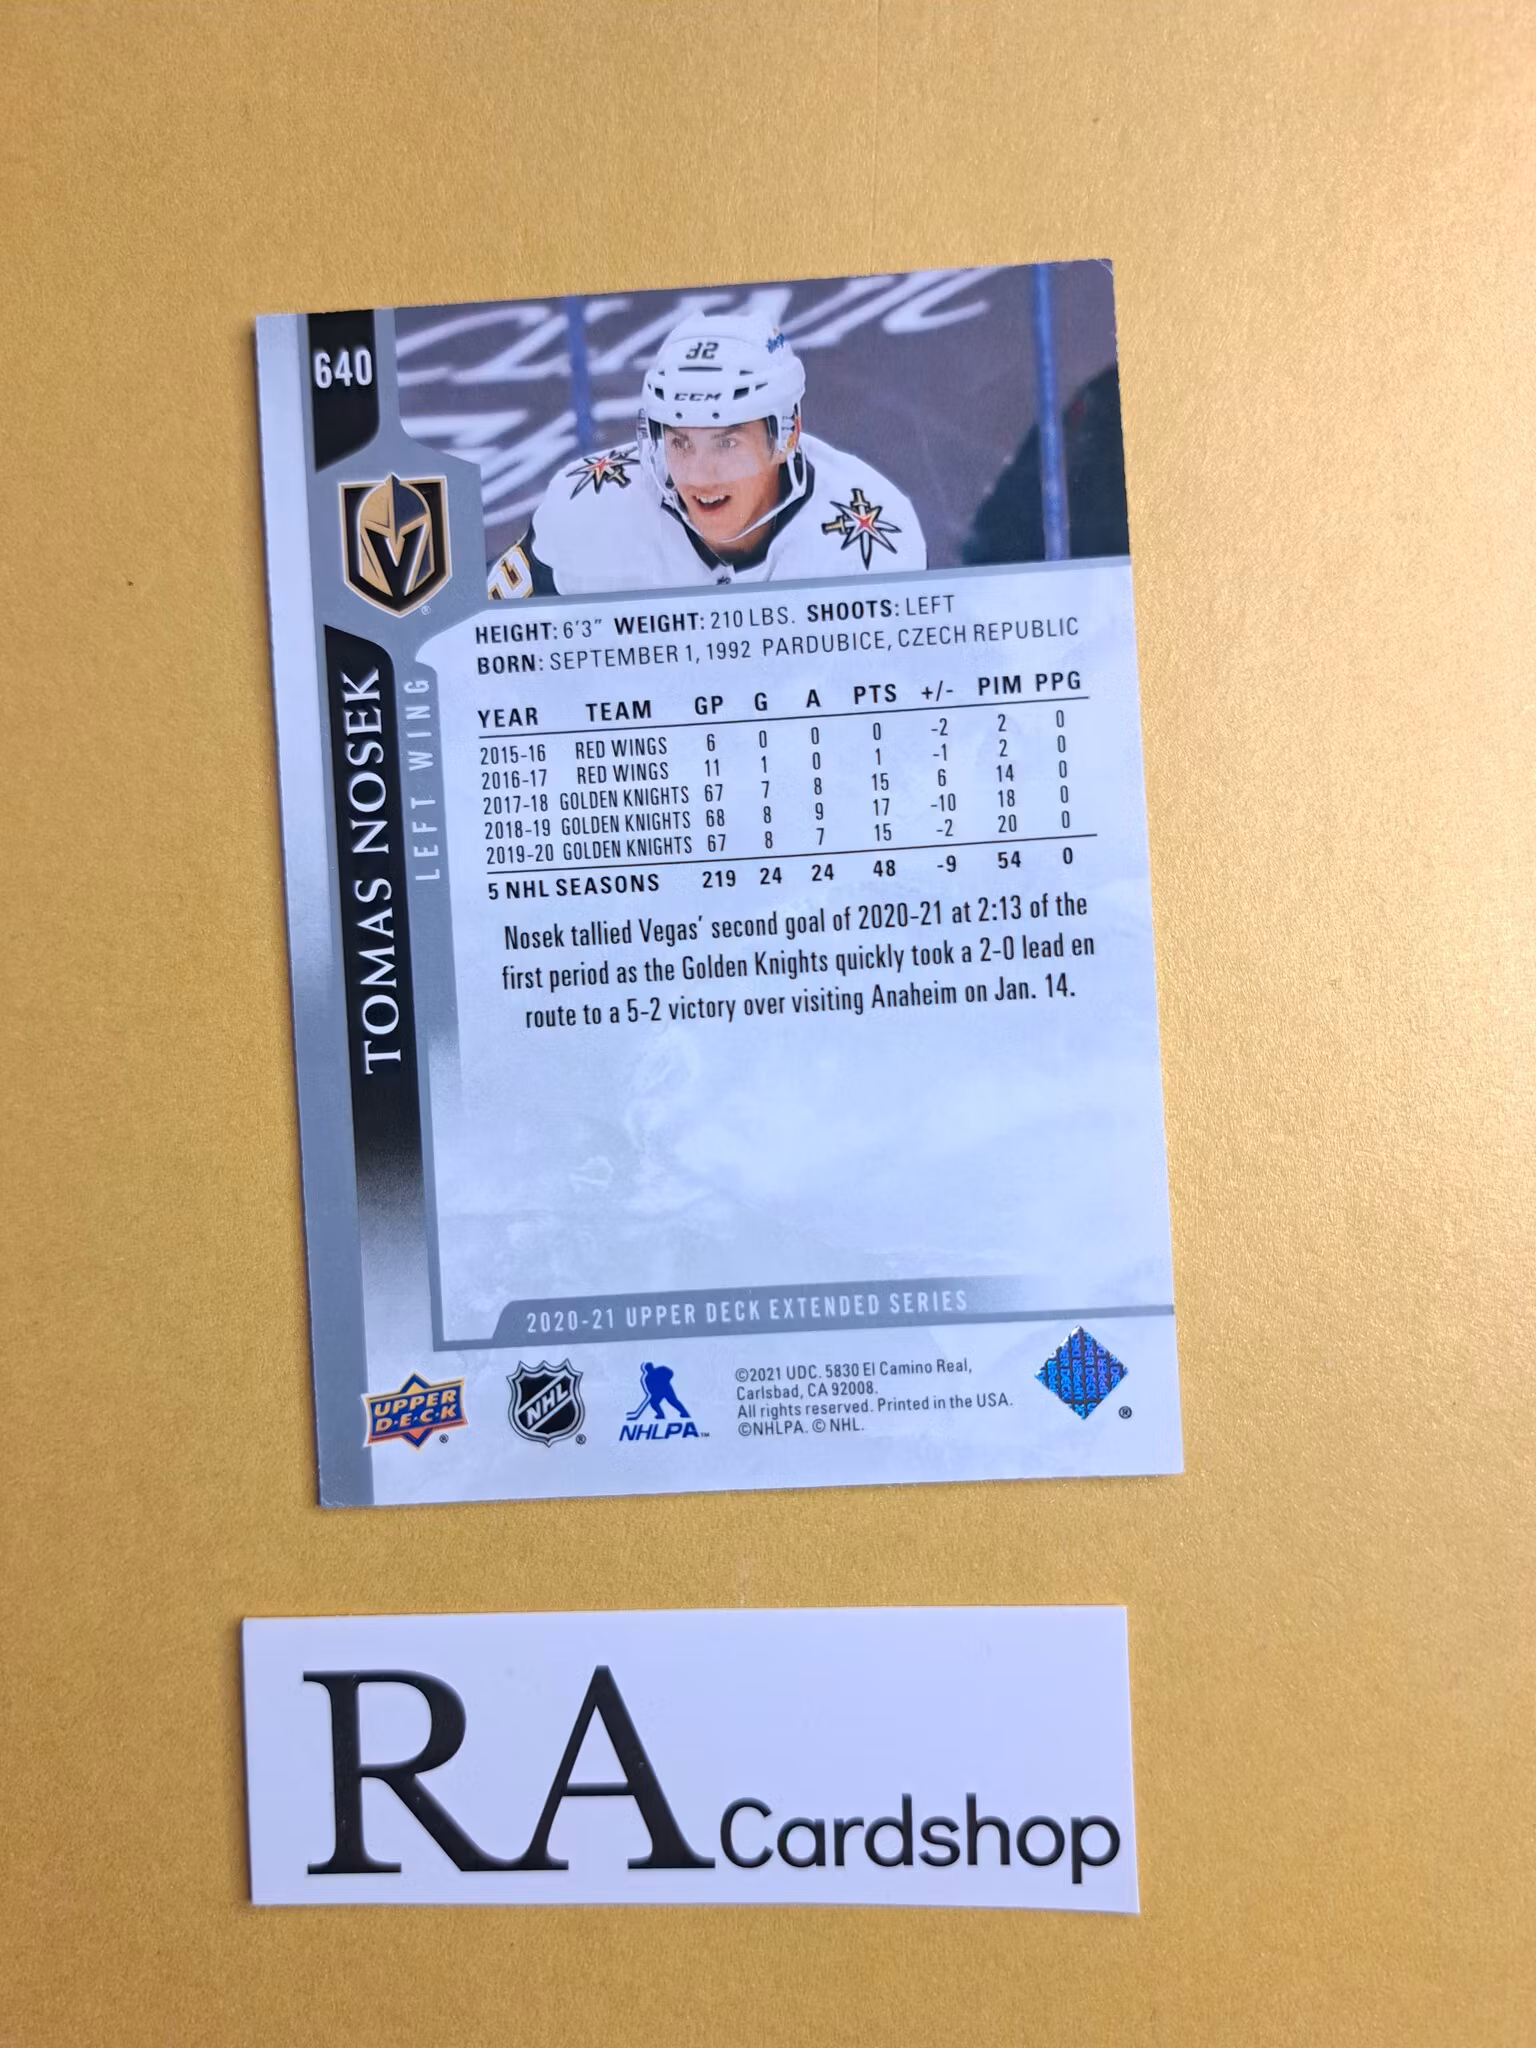 640
32
CCM
HEIGHT: 6'3" WEIGHT: 210 LBS. SHOOTS: LEFT
BORN: SEPTEMBER 1, 1992 PARDUBICE, CZECH REPUBLIC
TOMAS NOSEK
LEFT WING
YEAR TEAM GP G A PTS +/- PIM PPG
2015-16 RED WINGS 6 0 0 0 -2 2 0
2016-17 RED WINGS 11 1 0 1 -1 2 0
2017-18 GOLDEN KNIGHTS 67 7 8 15 6 14 0
2018-19 GOLDEN KNIGHTS 68 8 9 17 -10 18 0
2019-20 GOLDEN KNIGHTS 67 8 7 15 -2 20 0
5 NHL SEASONS 219 24 24 48 -9 54 0
Nosek tallied Vegas' second goal of 2020-21 at 2:13 of the
first period as the Golden Knights quickly took a 2-0 lead en
route to a 5-2 victory over visiting Anaheim on Jan. 14.
2020-21 UPPER DECK EXTENDED SERIES
UPPER
D·E·C·K ®
NHL ®
NHLPA™
©2021 UDC. 5830 El Camino Real,
Carlsbad, CA 92008.
All rights reserved. Printed in the USA.
©NHLPA. © NHL.
®
RA Cardshop